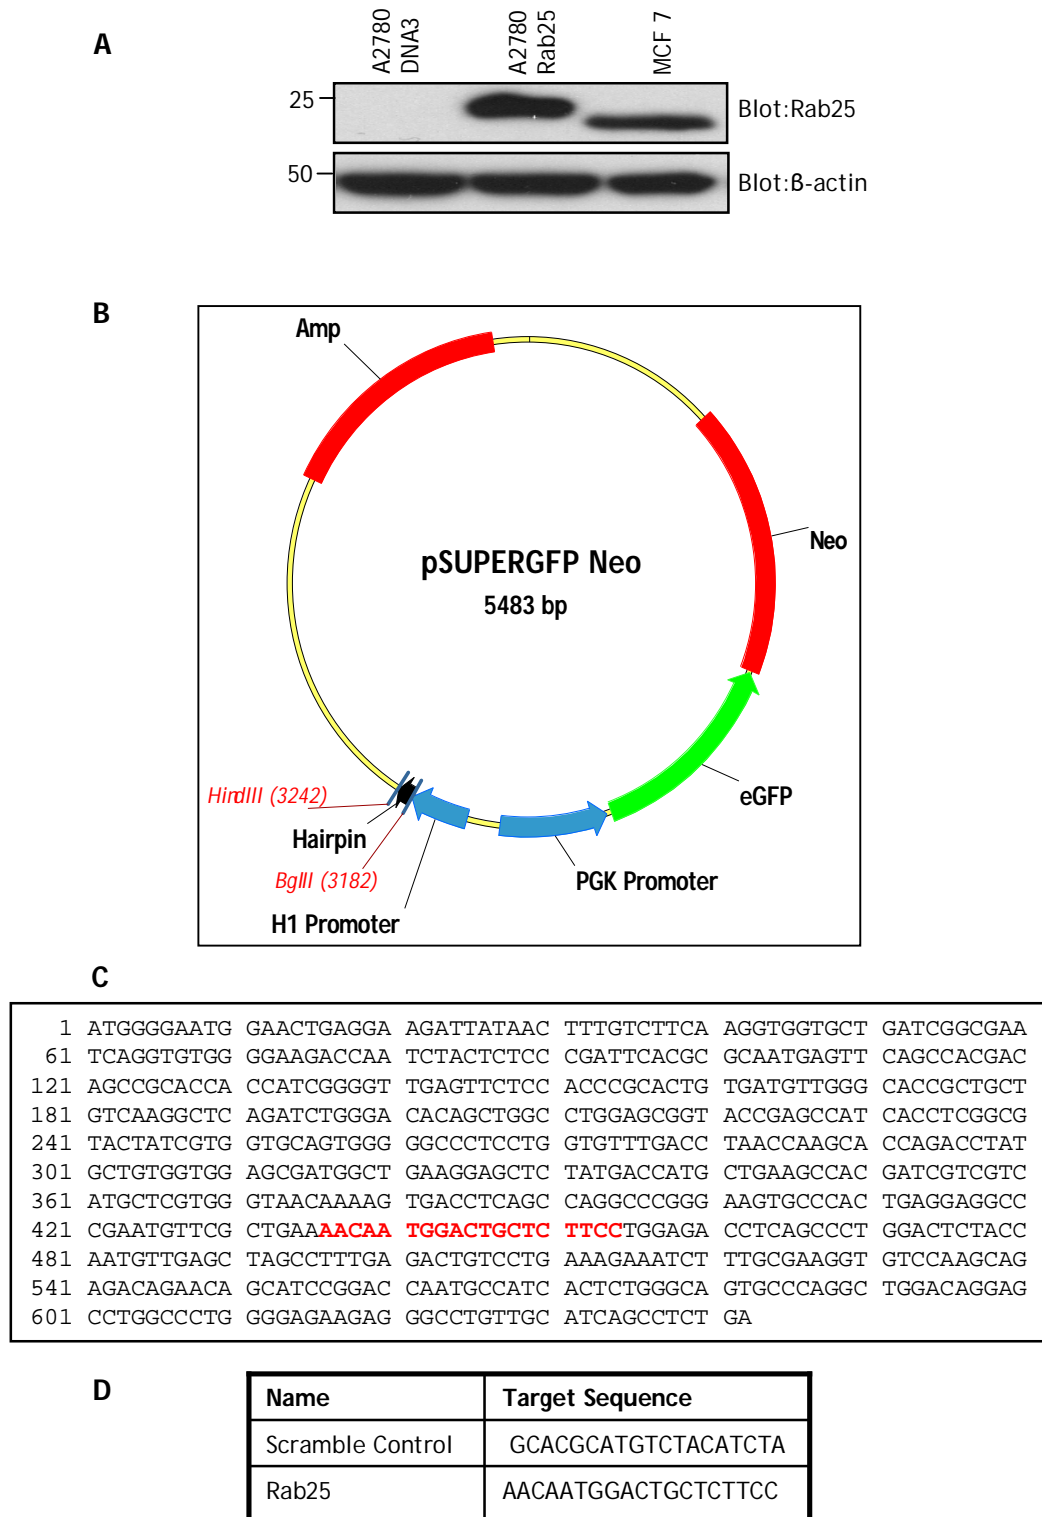 A
A2780
DNA3
A2780
Rab25
MCF 7
25
Blot:Rab25
50
Blot:ß-actin
B
Amp
Neo
pSUPERGFP Neo
5483 bp
HindIII (3242)
Hairpin
BglII (3182)
H1 Promoter
PGK Promoter
eGFP
C
1 ATGGGGAATG GAACTGAGGA AGATTATAAC TTTGTCTTCA AGGTGGTGCT GATCGGCGAA
61 TCAGGTGTGG GGAAGACCAA TCTACTCTCC CGATTCACGC GCAATGAGTT CAGCCACGAC
121 AGCCGCACCA CCATCGGGGT TGAGTTCTCC ACCCGCACTG TGATGTTGGG CACCGCTGCT
181 GTCAAGGCTC AGATCTGGGA CACAGCTGGC CTGGAGCGGT ACCGAGCCAT CACCTCGGCG
241 TACTATCGTG GTGCAGTGGG GGCCCTCCTG GTGTTTGACC TAACCAAGCA CCAGACCTAT
301 GCTGTGGTGG AGCGATGGCT GAAGGAGCTC TATGACCATG CTGAAGCCAC GATCGTCGTC
361 ATGCTCGTGG GTAACAAAAG TGACCTCAGC CAGGCCCGGG AAGTGCCCAC TGAGGAGGCC
421 CGAATGTTCG CTGAAAACAA TGGACTGCTC TTCCTGGAGA CCTCAGCCCT GGACTCTACC
481 AATGTTGAGC TAGCCTTTGA GACTGTCCTG AAAGAAATCT TTGCGAAGGT GTCCAAGCAG
541 AGACAGAACA GCATCCGGAC CAATGCCATC ACTCTGGGCA GTGCCCAGGC TGGACAGGAG
601 CCTGGCCCTG GGGAGAAGAG GGCCTGTTGC ATCAGCCTCT GA
D
Name Target Sequence
Scramble Control GCACGCATGTCTACATCTA
Rab25 AACAATGGACTGCTCTTCC